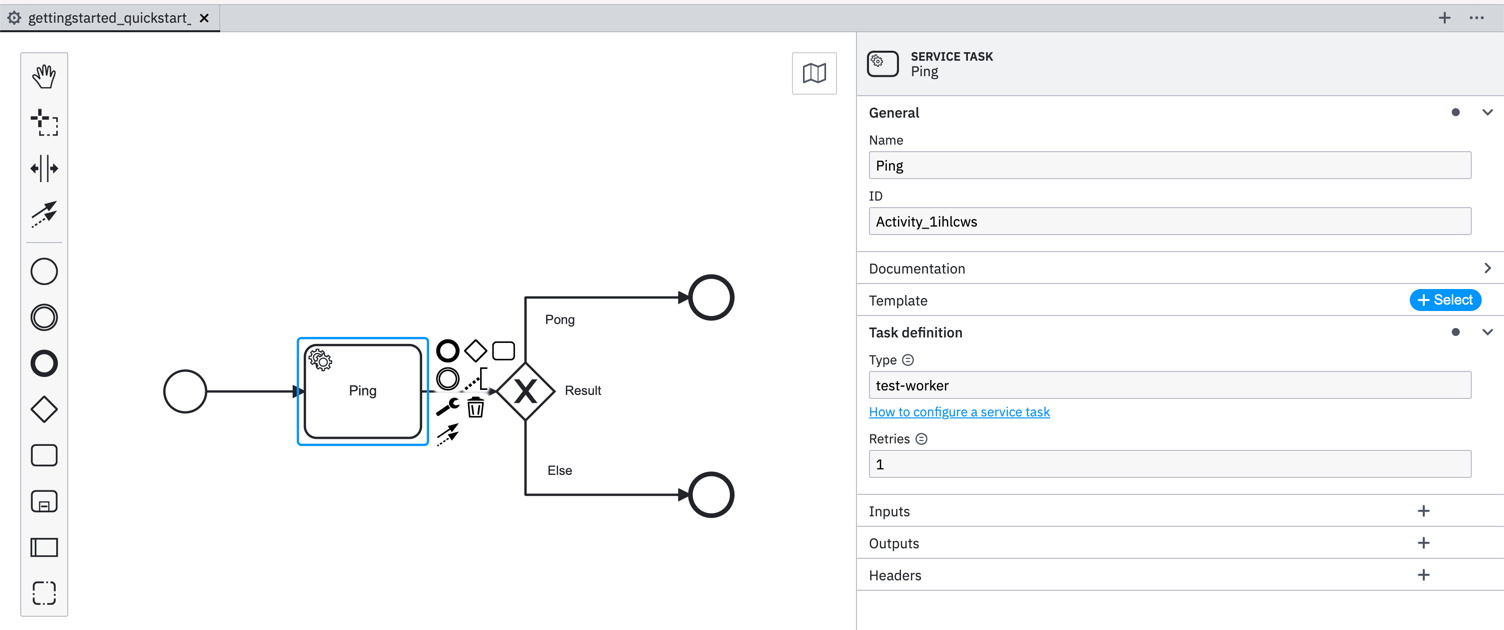 gettingstarted_quickstart_
SERVICE TASK
Ping
General
Name
Ping
ID
Activity_1ihlcws
Documentation
Template
+ Select
Task definition
Type
test-worker
How to configure a service task
Retries
1
Inputs
Outputs
Headers
Pong
Ping
Result
Else